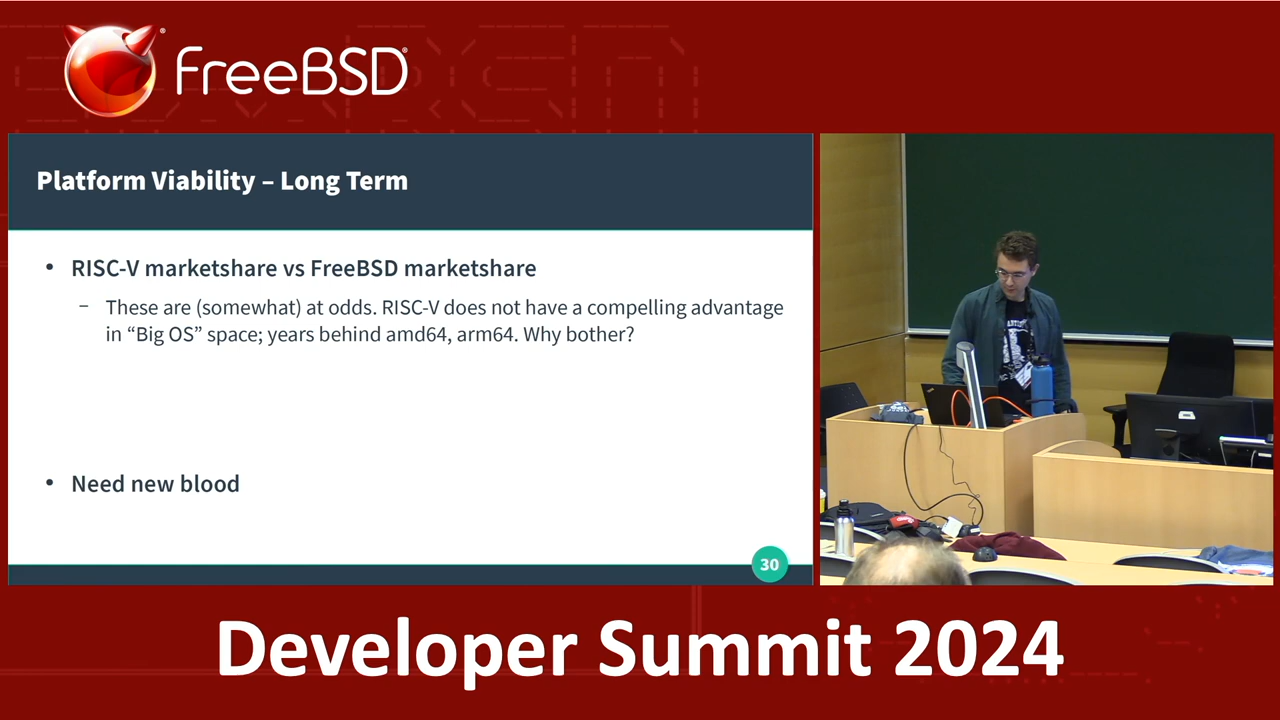 FreeBSD®
Platform Viability – Long Term
• RISC-V marketshare vs FreeBSD marketshare
– These are (somewhat) at odds. RISC-V does not have a compelling advantage
in “Big OS” space; years behind amd64, arm64. Why bother?
• Need new blood
30
Developer Summit 2024